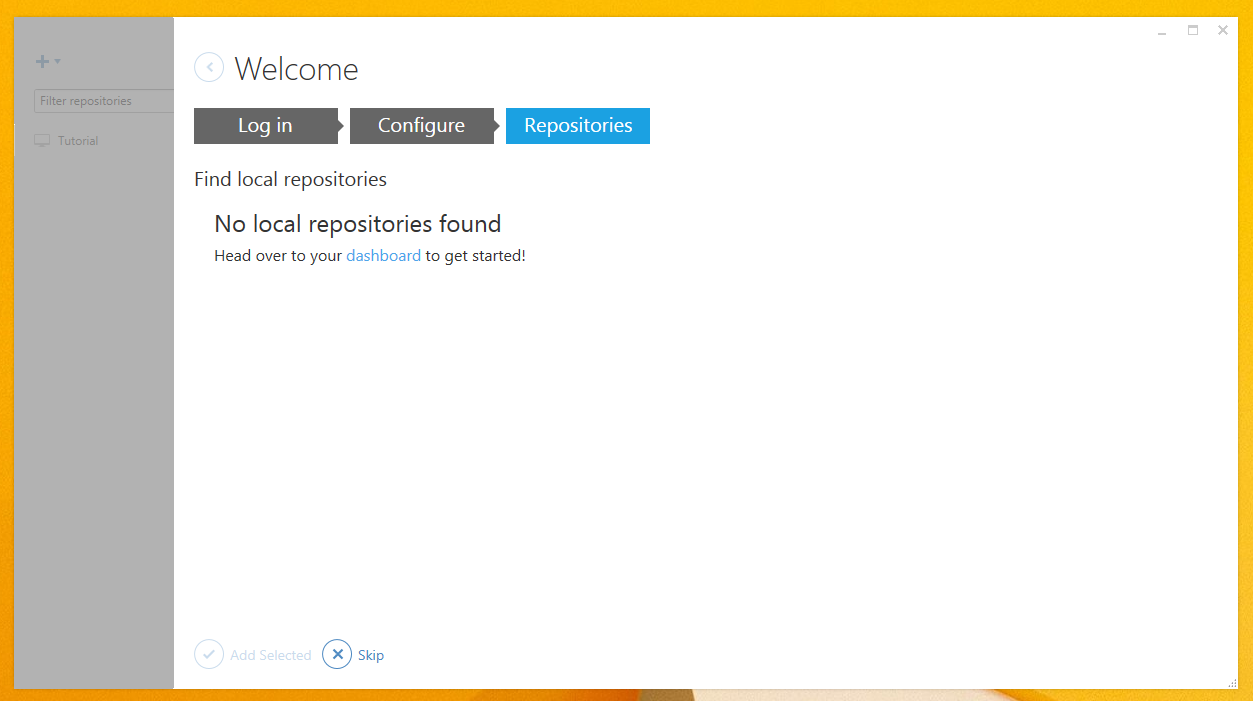 Filter repositories
Tutorial
Welcome
Log in
Configure
Repositories
Find local repositories
No local repositories found
Head over to your dashboard to get started!
Add Selected
Skip